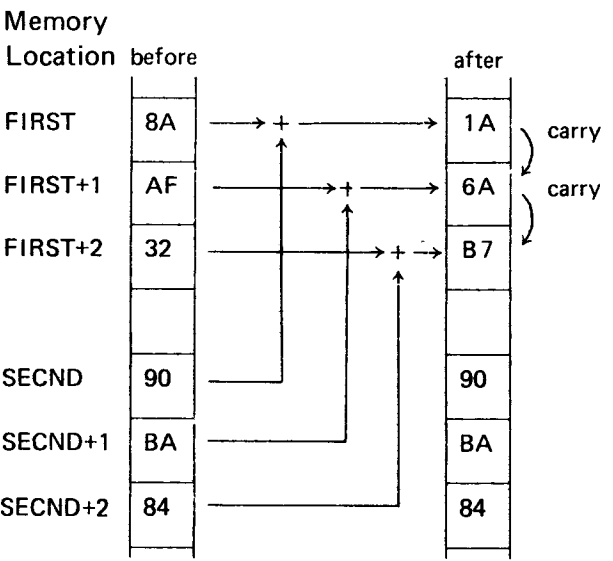 Memory
Location before after
FIRST 8A + 1A carry
FIRST+1 AF + 6A carry
FIRST+2 32 + B7
SECND 90 90
SECND+1 BA BA
SECND+2 84 84